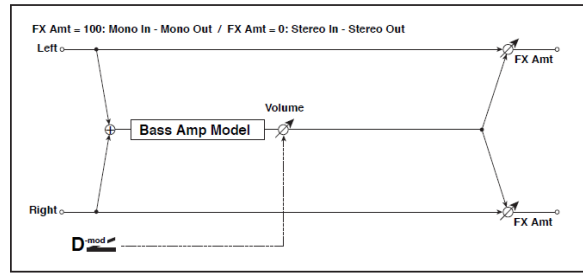 FX Amt = 100: Mono In - Mono Out / FX Amt = 0: Stereo In - Stereo Out
Left
FX Amt
Volume
Bass Amp Model
Right
FX Amt
D-mod